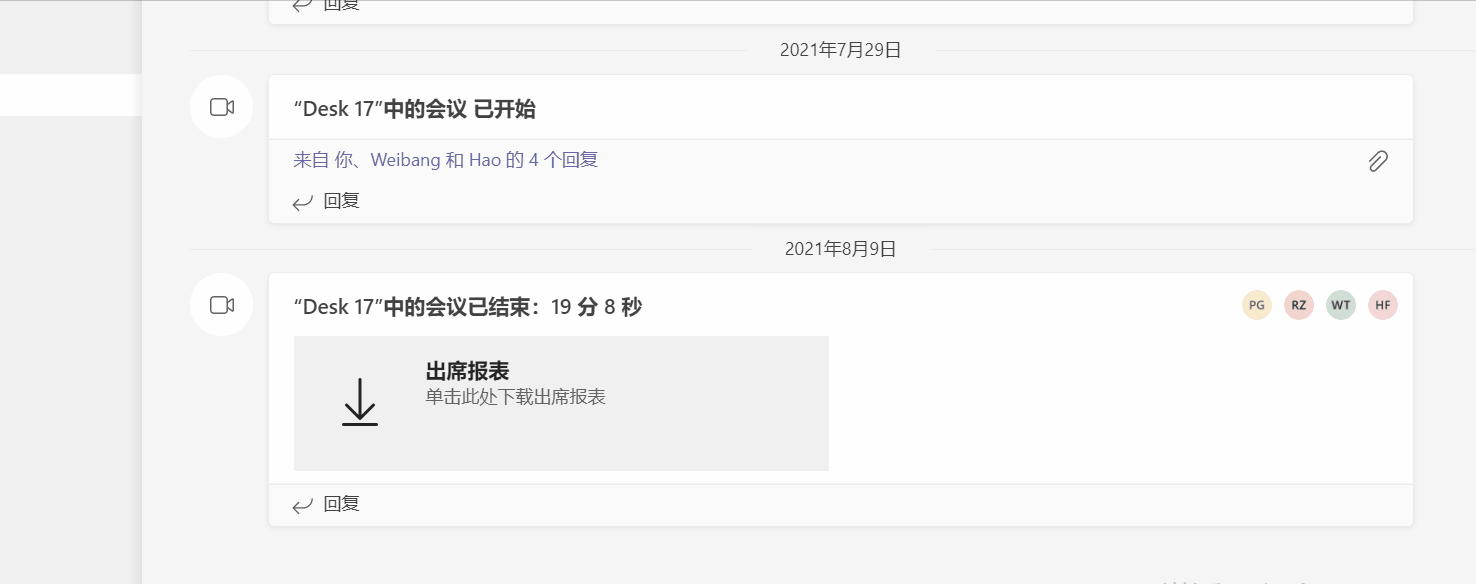 回复
2021年7月29日
“Desk 17”中的会议 已开始
来自 你、Weibang 和 Hao 的 4 个回复
回复
2021年8月9日
“Desk 17”中的会议已结束：19 分 8 秒
PG RZ WT HF
出席报表
单击此处下载出席报表
回复